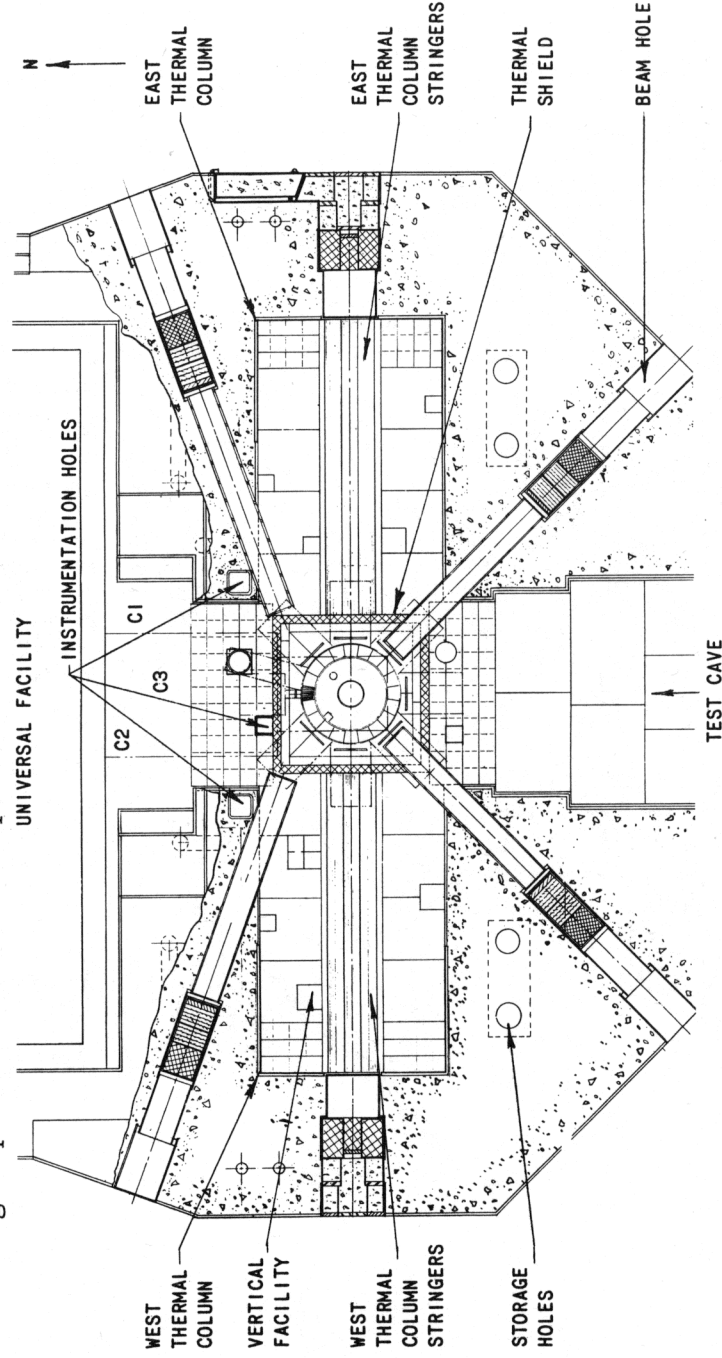 UNIVERSAL FACILITY
N
INSTRUMENTATION HOLES
C2
C1
C3
WEST
THERMAL
COLUMN
EAST
THERMAL
COLUMN
VERTICAL
FACILITY
WEST
THERMAL
COLUMN
STRINGERS
EAST
THERMAL
COLUMN
STRINGERS
STORAGE
HOLES
THERMAL
SHIELD
BEAM HOLE
TEST CAVE